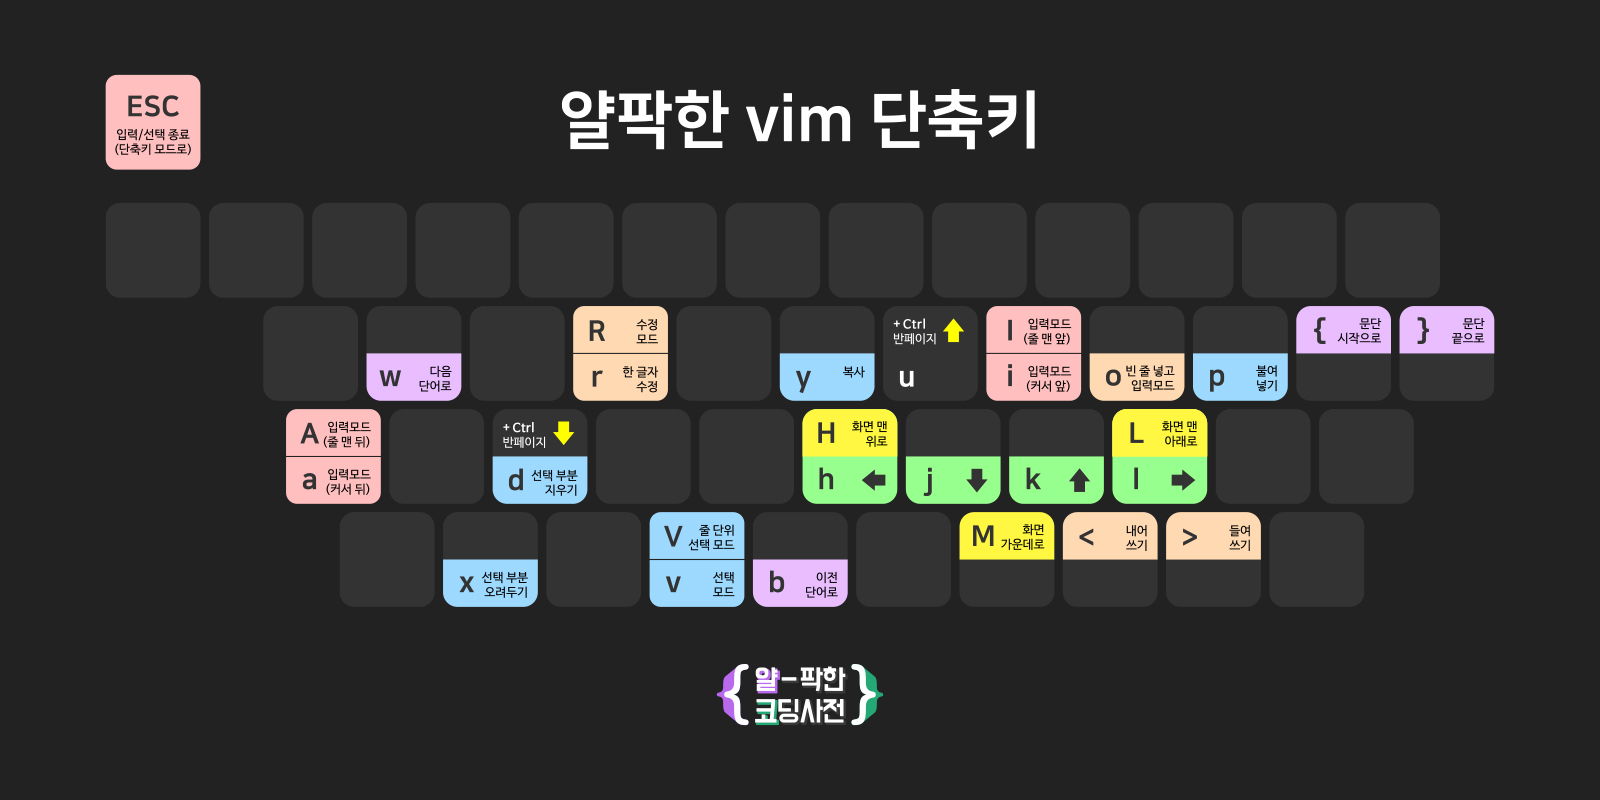 ESC
입력/선택 종료
(단축키 모드로)
얄팍한 vim 단축키
w 다음
단어로
R 수정
모드
r 한 글자
수정
y 복사
+ Ctrl
반페이지
u
I 입력모드
(줄 맨 앞)
i 입력모드
(커서 앞)
o 빈 줄 넣고
입력모드
p 붙여
넣기
{ 문단
시작으로
} 문단
끝으로
A 입력모드
(줄 맨 뒤)
a 입력모드
(커서 뒤)
+ Ctrl
반페이지
d 선택 부분
지우기
H 화면 맨
위로
h
j
k
L 화면 맨
아래로
l
x 선택 부분
오려두기
V 줄 단위
선택 모드
v 선택
모드
b 이전
단어로
M 화면
가운데로
< 내어
쓰기
> 들여
쓰기
{ 얄-팍한 }
코딩사전